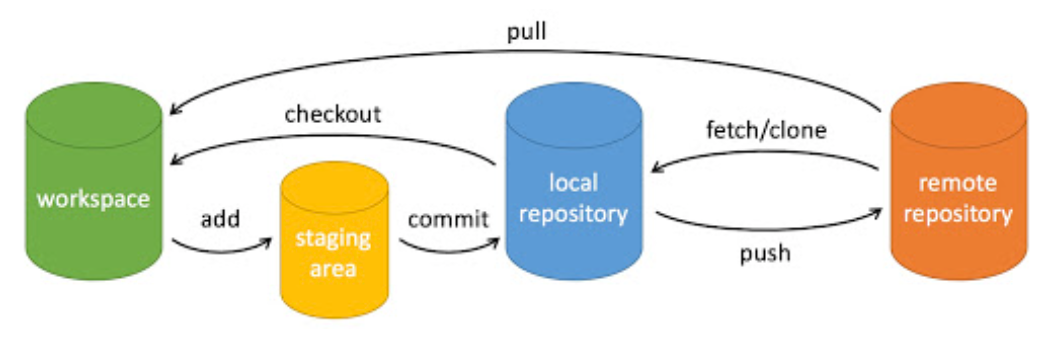 pull
checkout
fetch/clone
workspace
add
staging
area
commit
local
repository
push
remote
repository